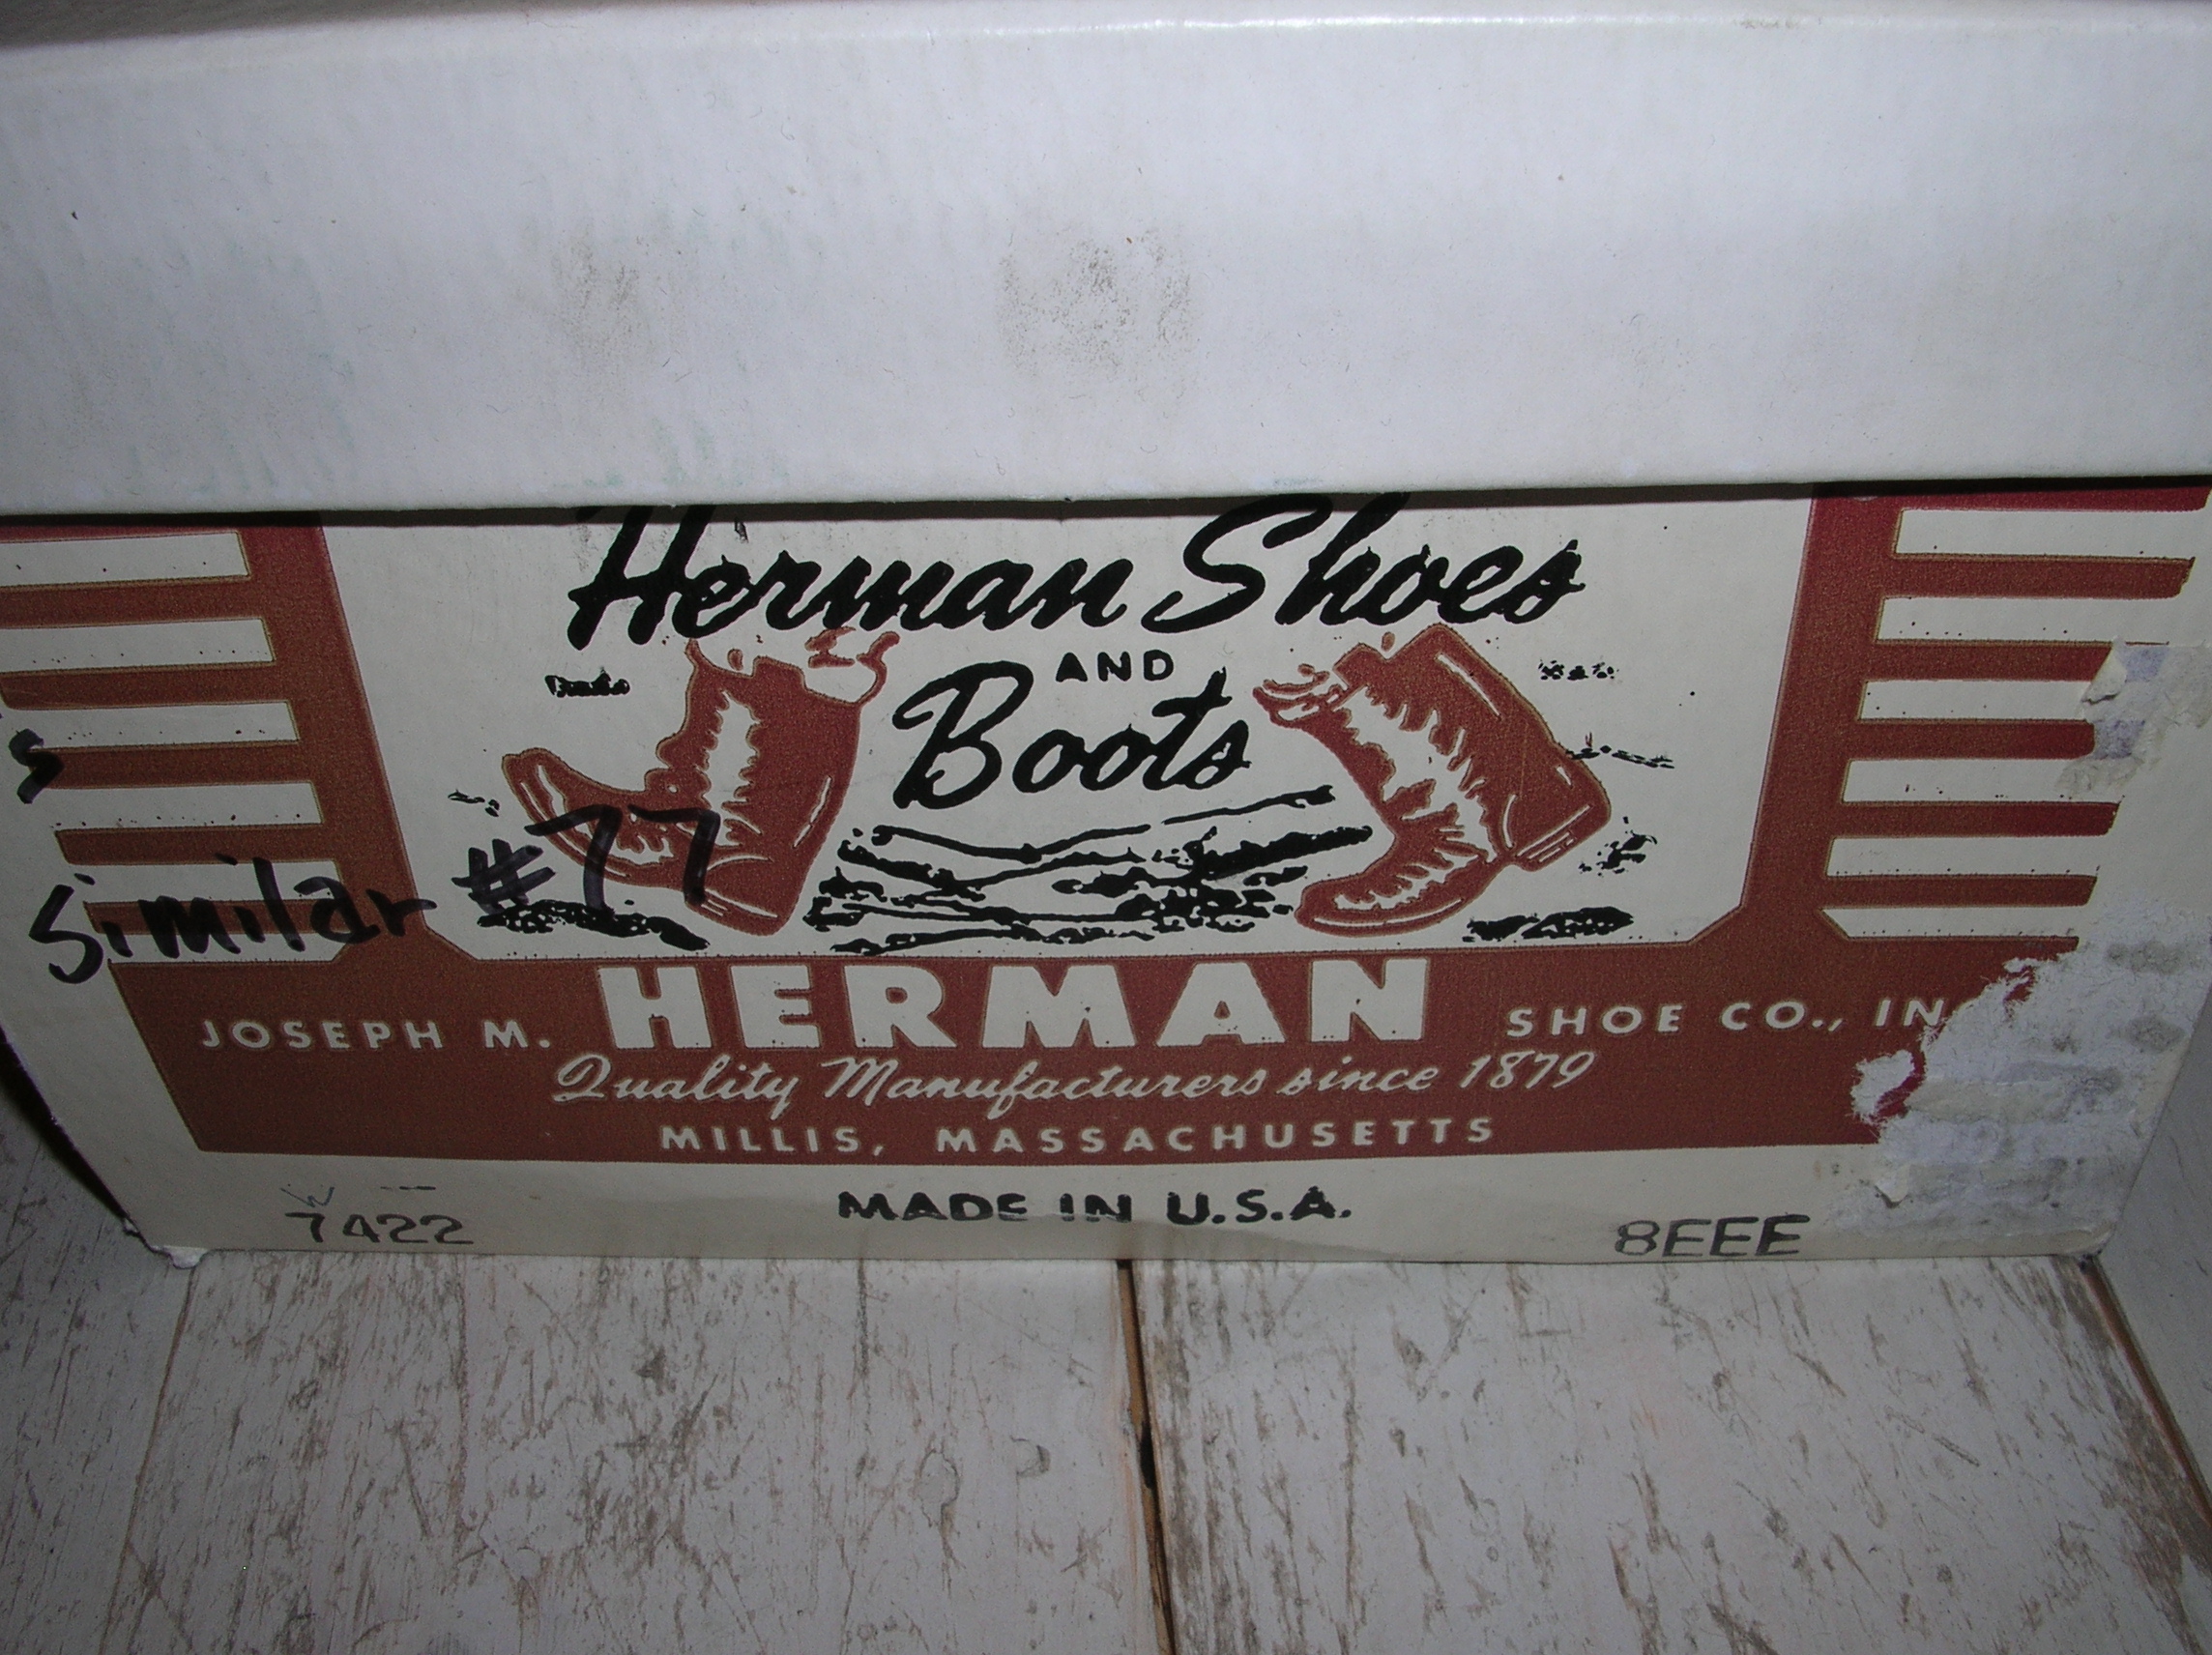 Herman Shoes
AND
Boots
s
Similar #77
JOSEPH M. HERMAN SHOE CO., IN
Quality Manufacturers since 1879
MILLIS, MASSACHUSETTS
MADE IN U.S.A.
7422
8EEE